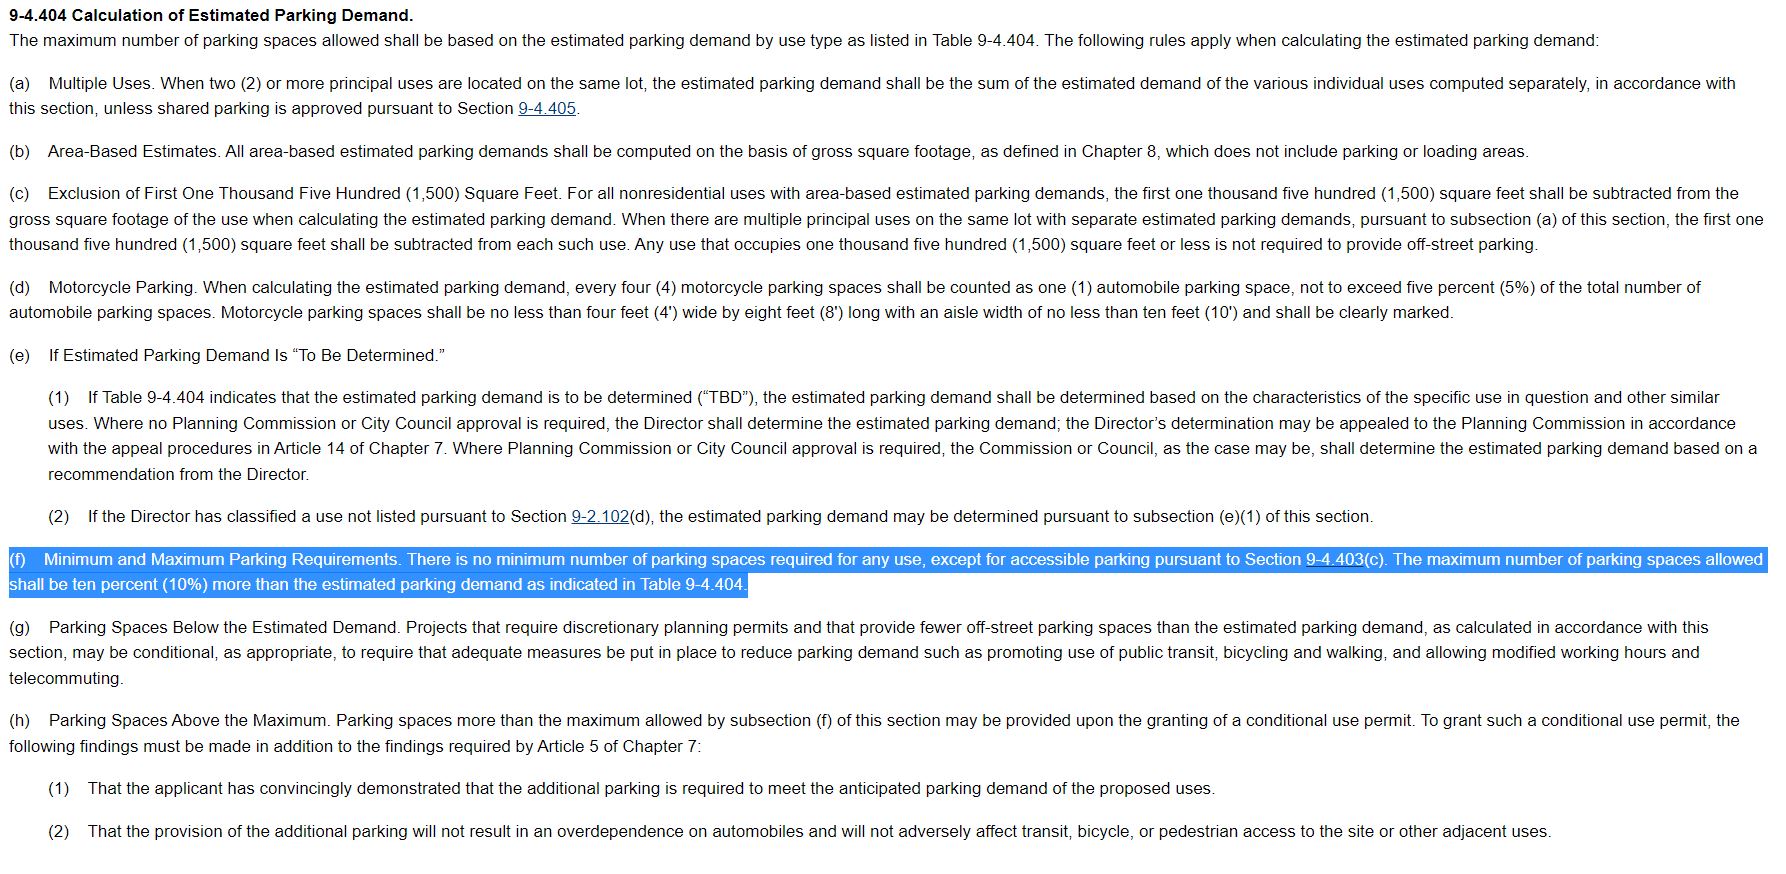 9-4.404 Calculation of Estimated Parking Demand.
The maximum number of parking spaces allowed shall be based on the estimated parking demand by use type as listed in Table 9-4.404. The following rules apply when calculating the estimated parking demand:
(a) Multiple Uses. When two (2) or more principal uses are located on the same lot, the estimated parking demand shall be the sum of the estimated demand of the various individual uses computed separately, in accordance with
this section, unless shared parking is approved pursuant to Section 9-4.405.
(b) Area-Based Estimates. All area-based estimated parking demands shall be computed on the basis of gross square footage, as defined in Chapter 8, which does not include parking or loading areas.
(c) Exclusion of First One Thousand Five Hundred (1,500) Square Feet. For all nonresidential uses with area-based estimated parking demands, the first one thousand five hundred (1,500) square feet shall be subtracted from the
gross square footage of the use when calculating the estimated parking demand. When there are multiple principal uses on the same lot with separate estimated parking demands, pursuant to subsection (a) of this section, the first one
thousand five hundred (1,500) square feet shall be subtracted from each such use. Any use that occupies one thousand five hundred (1,500) square feet or less is not required to provide off-street parking.
(d) Motorcycle Parking. When calculating the estimated parking demand, every four (4) motorcycle parking spaces shall be counted as one (1) automobile parking space, not to exceed five percent (5%) of the total number of
automobile parking spaces. Motorcycle parking spaces shall be no less than four feet (4') wide by eight feet (8') long with an aisle width of no less than ten feet (10') and shall be clearly marked.
(e) If Estimated Parking Demand Is “To Be Determined.”
(1) If Table 9-4.404 indicates that the estimated parking demand is to be determined (“TBD”), the estimated parking demand shall be determined based on the characteristics of the specific use in question and other similar
uses. Where no Planning Commission or City Council approval is required, the Director shall determine the estimated parking demand; the Director’s determination may be appealed to the Planning Commission in accordance
with the appeal procedures in Article 14 of Chapter 7. Where Planning Commission or City Council approval is required, the Commission or Council, as the case may be, shall determine the estimated parking demand based on a
recommendation from the Director.
(2) If the Director has classified a use not listed pursuant to Section 9-2.102(d), the estimated parking demand may be determined pursuant to subsection (e)(1) of this section.
(f) Minimum and Maximum Parking Requirements. There is no minimum number of parking spaces required for any use, except for accessible parking pursuant to Section 9-4.403(c). The maximum number of parking spaces allowed
shall be ten percent (10%) more than the estimated parking demand as indicated in Table 9-4.404.
(g) Parking Spaces Below the Estimated Demand. Projects that require discretionary planning permits and that provide fewer off-street parking spaces than the estimated parking demand, as calculated in accordance with this
section, may be conditional, as appropriate, to require that adequate measures be put in place to reduce parking demand such as promoting use of public transit, bicycling and walking, and allowing modified working hours and
telecommuting.
(h) Parking Spaces Above the Maximum. Parking spaces more than the maximum allowed by subsection (f) of this section may be provided upon the granting of a conditional use permit. To grant such a conditional use permit, the
following findings must be made in addition to the findings required by Article 5 of Chapter 7:
(1) That the applicant has convincingly demonstrated that the additional parking is required to meet the anticipated parking demand of the proposed uses.
(2) That the provision of the additional parking will not result in an overdependence on automobiles and will not adversely affect transit, bicycle, or pedestrian access to the site or other adjacent uses.